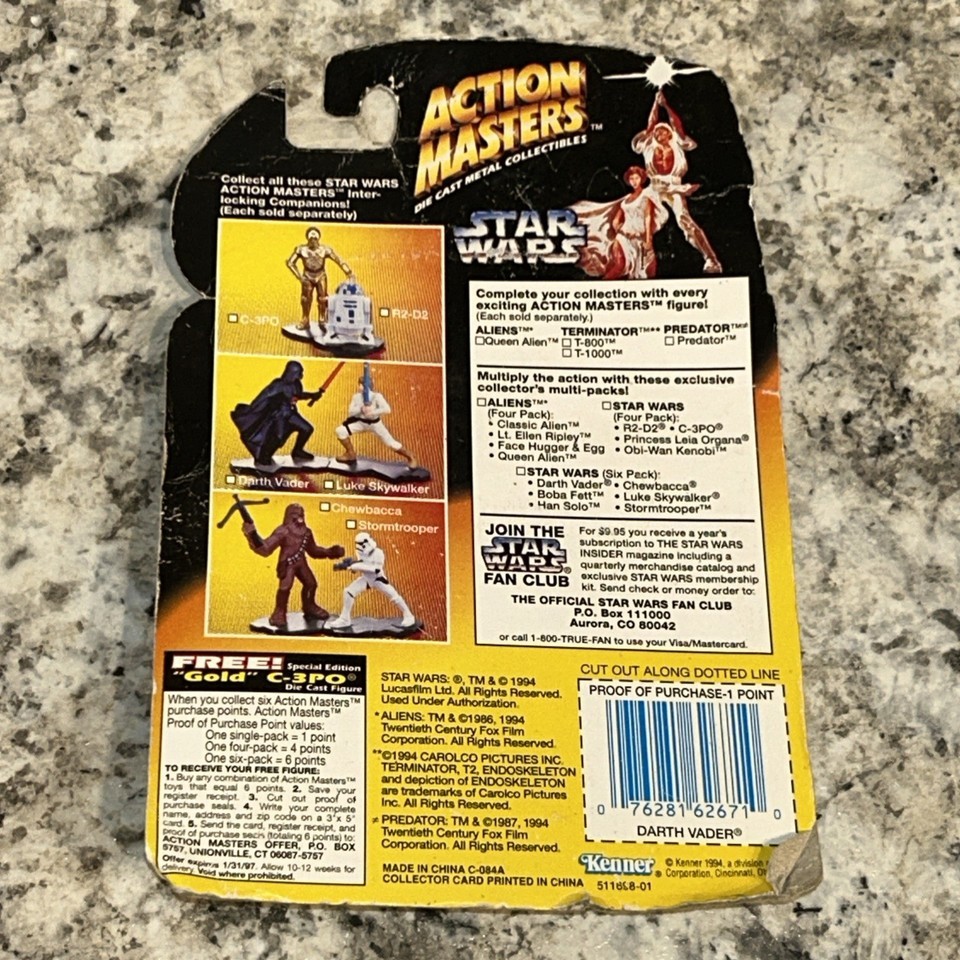 ACTION
MASTERS™
DIE CAST METAL COLLECTIBLES
STAR
WARS
Collect all these STAR WARS
ACTION MASTERS™ Inter-
locking Companions!
(Each sold separately)
C-3PO
R2-D2
Darth Vader
Luke Skywalker
Chewbacca
Stormtrooper
Complete your collection with every
exciting ACTION MASTERS™ figure!
(Each sold separately.)
ALIENS™* TERMINATOR™** PREDATOR™≠
Queen Alien™ T-800™ Predator™
T-1000™
Multiply the action with these exclusive
collector's multi-packs!
ALIENS™*
(Four Pack):
• Classic Alien™
• Lt. Ellen Ripley™
• Face Hugger & Egg
• Queen Alien™
STAR WARS
(Four Pack):
• R2-D2® • C-3PO®
• Princess Leia Organa®
• Obi-Wan Kenobi™
STAR WARS (Six Pack):
• Darth Vader® • Chewbacca®
• Boba Fett™ • Luke Skywalker®
• Han Solo™ • Stormtrooper™
JOIN THE
STAR
WARS®
FAN CLUB
For $9.95 you receive a year's
subscription to THE STAR WARS
INSIDER magazine including a
quarterly merchandise catalog and
exclusive STAR WARS membership
kit. Send check or money order to:
THE OFFICIAL STAR WARS FAN CLUB
P.O. Box 111000
Aurora, CO 80042
or call 1-800-TRUE-FAN to use your Visa/Mastercard.
FREE! Special Edition
"Gold" C-3PO®
Die Cast Figure
When you collect six Action Masters™
purchase points. Action Masters™
Proof of Purchase Point values:
One single-pack = 1 point
One four-pack = 4 points
One six-pack = 6 points
TO RECEIVE YOUR FREE FIGURE:
1. Buy any combination of Action Masters™
toys that equal 6 points. 2. Save your
register receipt. 3. Cut out proof of
purchase seals. 4. Write your complete
name, address and zip code on a 3"x 5"
card. 5. Send the card, register receipt, and
proof of purchase seals (totaling 6 points) to:
ACTION MASTERS OFFER, P.O. BOX
5757, UNIONVILLE, CT 06087-5757
Offer expires 1/31/97. Allow 10-12 weeks for
delivery. Void where prohibited.
STAR WARS: ®, TM & © 1994
Lucasfilm Ltd. All Rights Reserved.
Used Under Authorization.
*ALIENS: TM & ©1986, 1994
Twentieth Century Fox Film
Corporation. All Rights Reserved.
**©1994 CAROLCO PICTURES INC.
TERMINATOR, T2, ENDOSKELETON
and depiction of ENDOSKELETON
are trademarks of Carolco Pictures
Inc. All Rights Reserved.
≠ PREDATOR: TM & ©1987, 1994
Twentieth Century Fox Film
Corporation. All Rights Reserved.
MADE IN CHINA C-084A
COLLECTOR CARD PRINTED IN CHINA
CUT OUT ALONG DOTTED LINE
PROOF OF PURCHASE-1 POINT
0 76281 62671 0
DARTH VADER®
Kenner®
© Kenner 1994, a division
Corporation, Cincinnati,